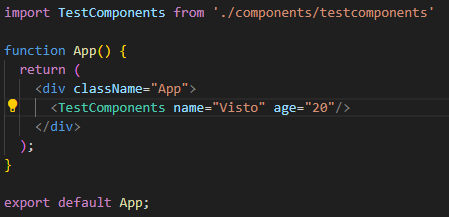 import TestComponents from './components/testcomponents'
function App() {
return (
<div className="App">
<TestComponents name="Visto" age="20"/>
</div>
);
}
export default App;